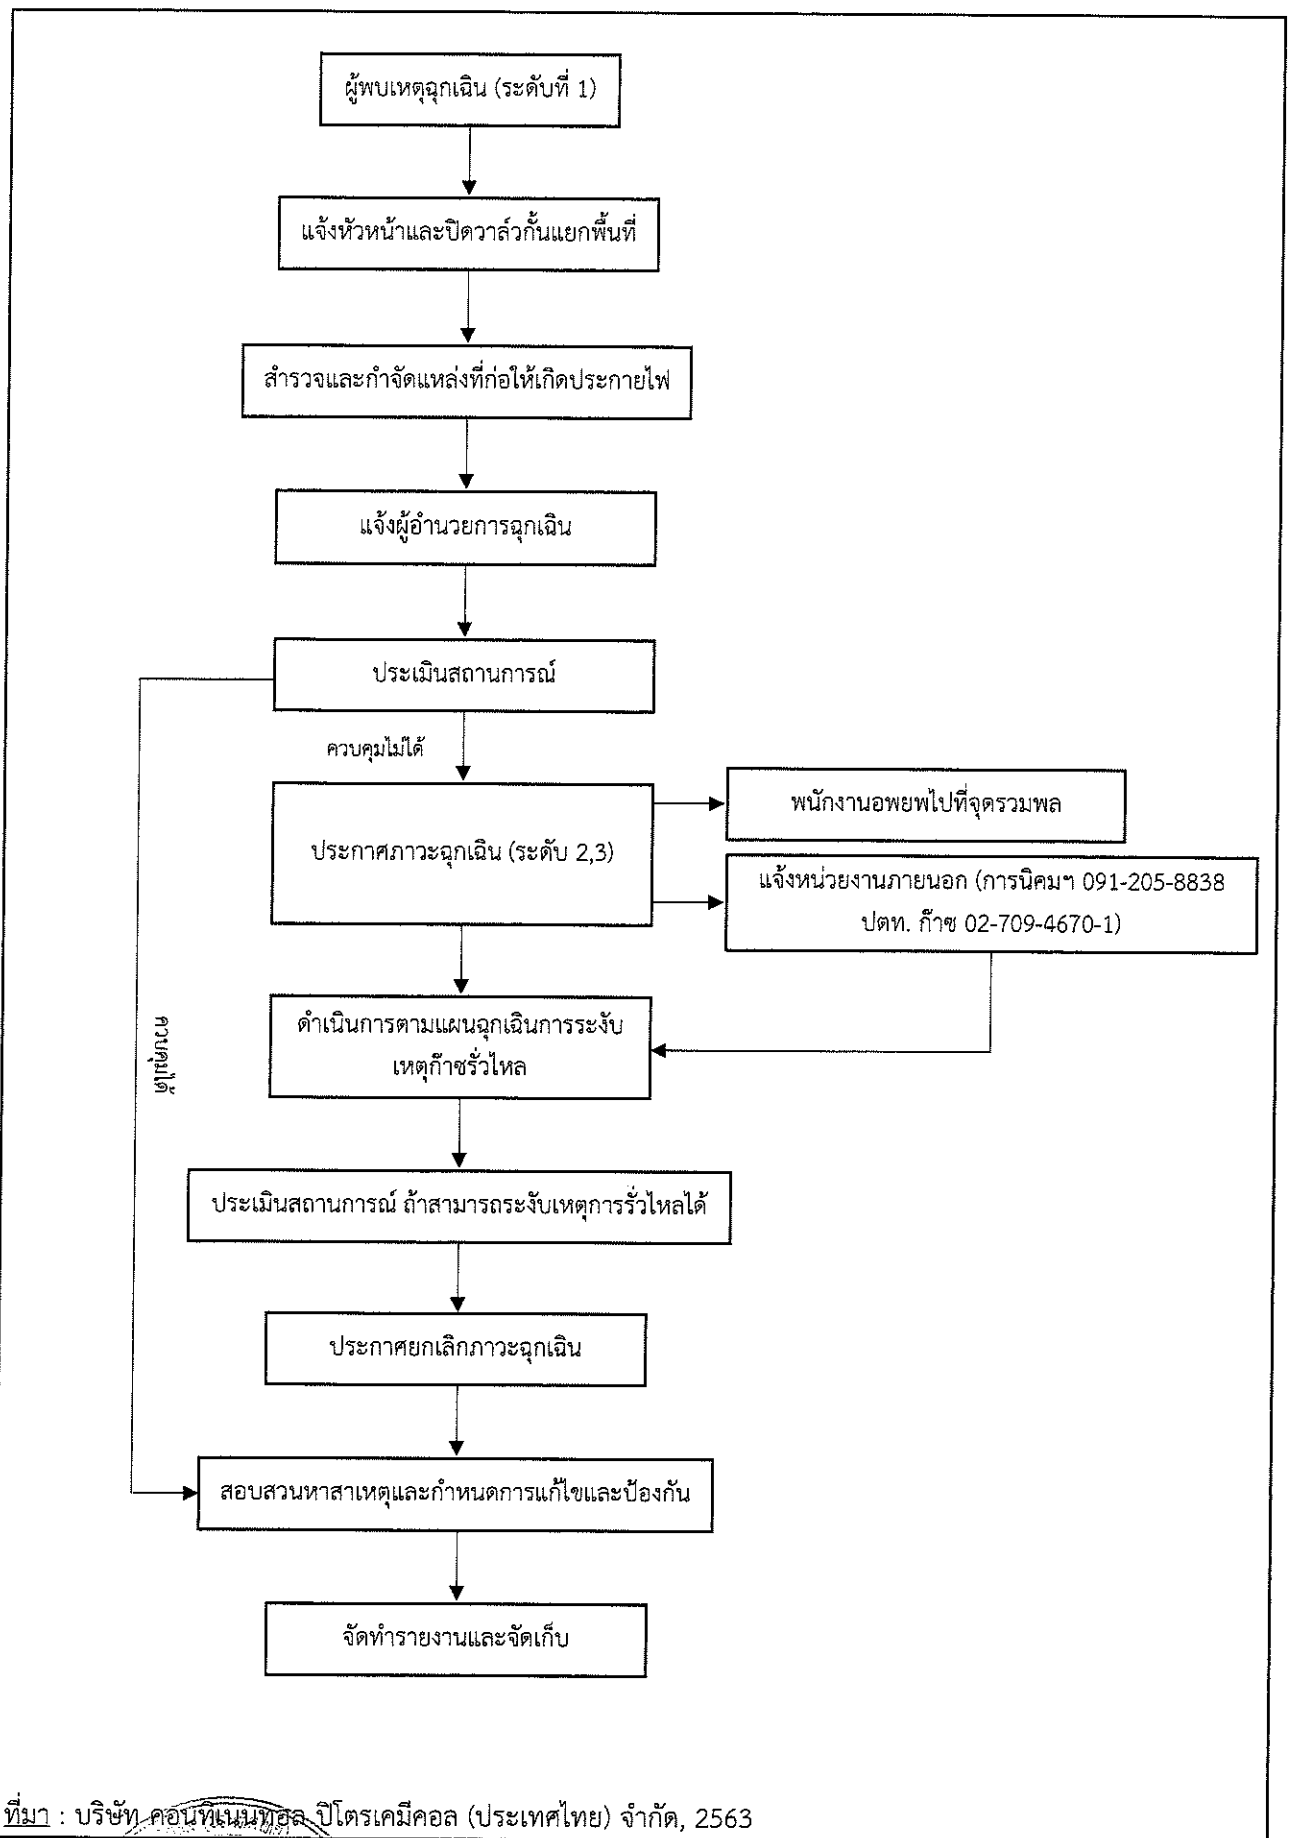 ผู้พบเหตุฉุกเฉิน (ระดับที่ 1)
แจ้งหัวหน้าและปิดวาล์วกั้นแยกพื้นที่
สำรวจและกำจัดแหล่งที่ก่อให้เกิดประกายไฟ
แจ้งผู้อำนวยการฉุกเฉิน
ประเมินสถานการณ์
ควบคุมไม่ได้
ประกาศภาวะฉุกเฉิน (ระดับ 2,3)
พนักงานอพยพไปที่จุดรวมพล
แจ้งหน่วยงานภายนอก (การนิคมฯ 091-205-8838
ปตท. ก๊าซ 02-709-4670-1)
ควบคุมได้
ดำเนินการตามแผนฉุกเฉินการระงับ
เหตุก๊าซรั่วไหล
ประเมินสถานการณ์ ถ้าสามารถระงับเหตุการรั่วไหลได้
ประกาศยกเลิกภาวะฉุกเฉิน
สอบสวนหาสาเหตุและกำหนดการแก้ไขและป้องกัน
จัดทำรายงานและจัดเก็บ
ที่มา : บริษัท คอนทิเนนทอล ปิโตรเคมีคอล (ประเทศไทย) จำกัด, 2563